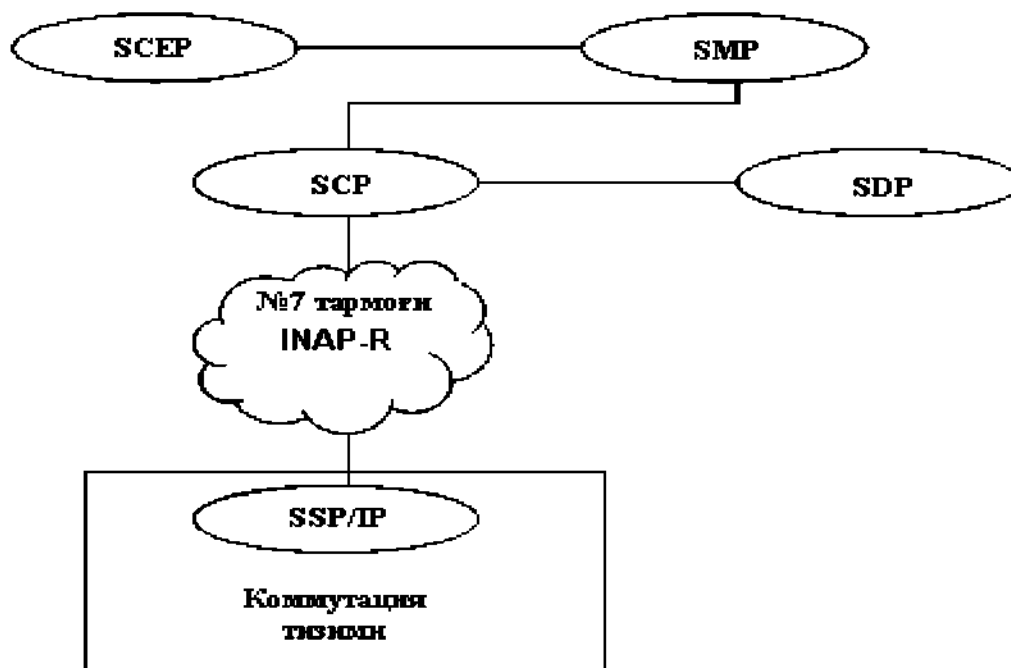 SCEP
SMP
SCP
SDP
№7 тармоғи
INAP-R
SSP/IP
Коммутация
тизими